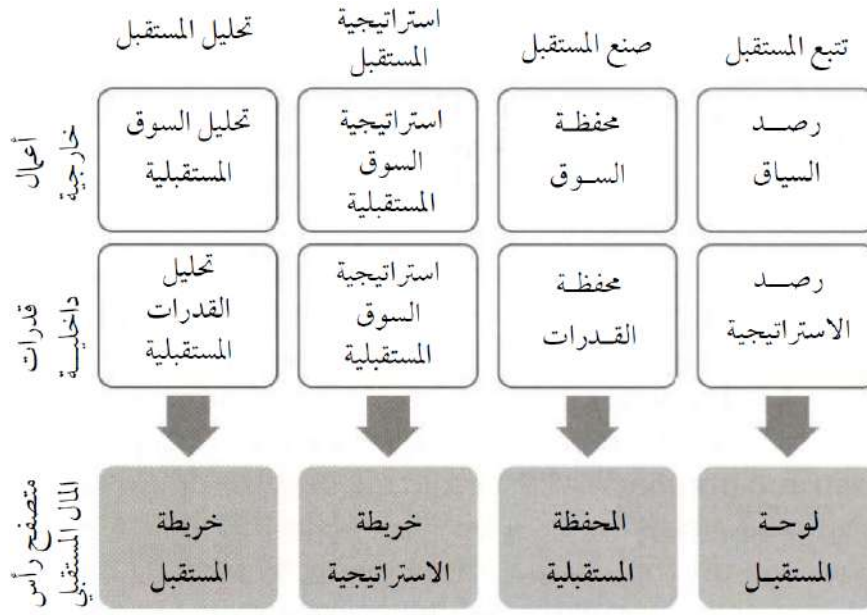 تحليل المستقبل
استراتيجية
المستقبل
صنع المستقبل
تتبع المستقبل
أعمال
خارجية
تحليل السوق
المستقبلية
استراتيجية
السوق
المستقبلية
محفظة
السوق
رصد
السياق
قدرات
داخلية
تحليل
القدرات
المستقبلية
استراتيجية
السوق
المستقبلية
محفظة
القدرات
رصد
الاستراتيجية
متصفح رأس
المال المستقبلي
خريطة
المستقبل
خريطة
الاستراتيجية
المحفظة
المستقبلية
لوحة
المستقبل